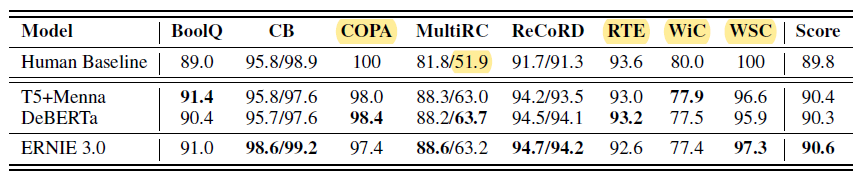 Model BoolQ CB COPA MultiRC ReCoRD RTE WiC WSC Score
Human Baseline 89.0 95.8/98.9 100 81.8/51.9 91.7/91.3 93.6 80.0 100 89.8
T5+Menna 91.4 95.8/97.6 98.0 88.3/63.0 94.2/93.5 93.0 77.9 96.6 90.4
DeBERTa 90.4 95.7/97.6 98.4 88.2/63.7 94.5/94.1 93.2 77.5 95.9 90.3
ERNIE 3.0 91.0 98.6/99.2 97.4 88.6/63.2 94.7/94.2 92.6 77.4 97.3 90.6